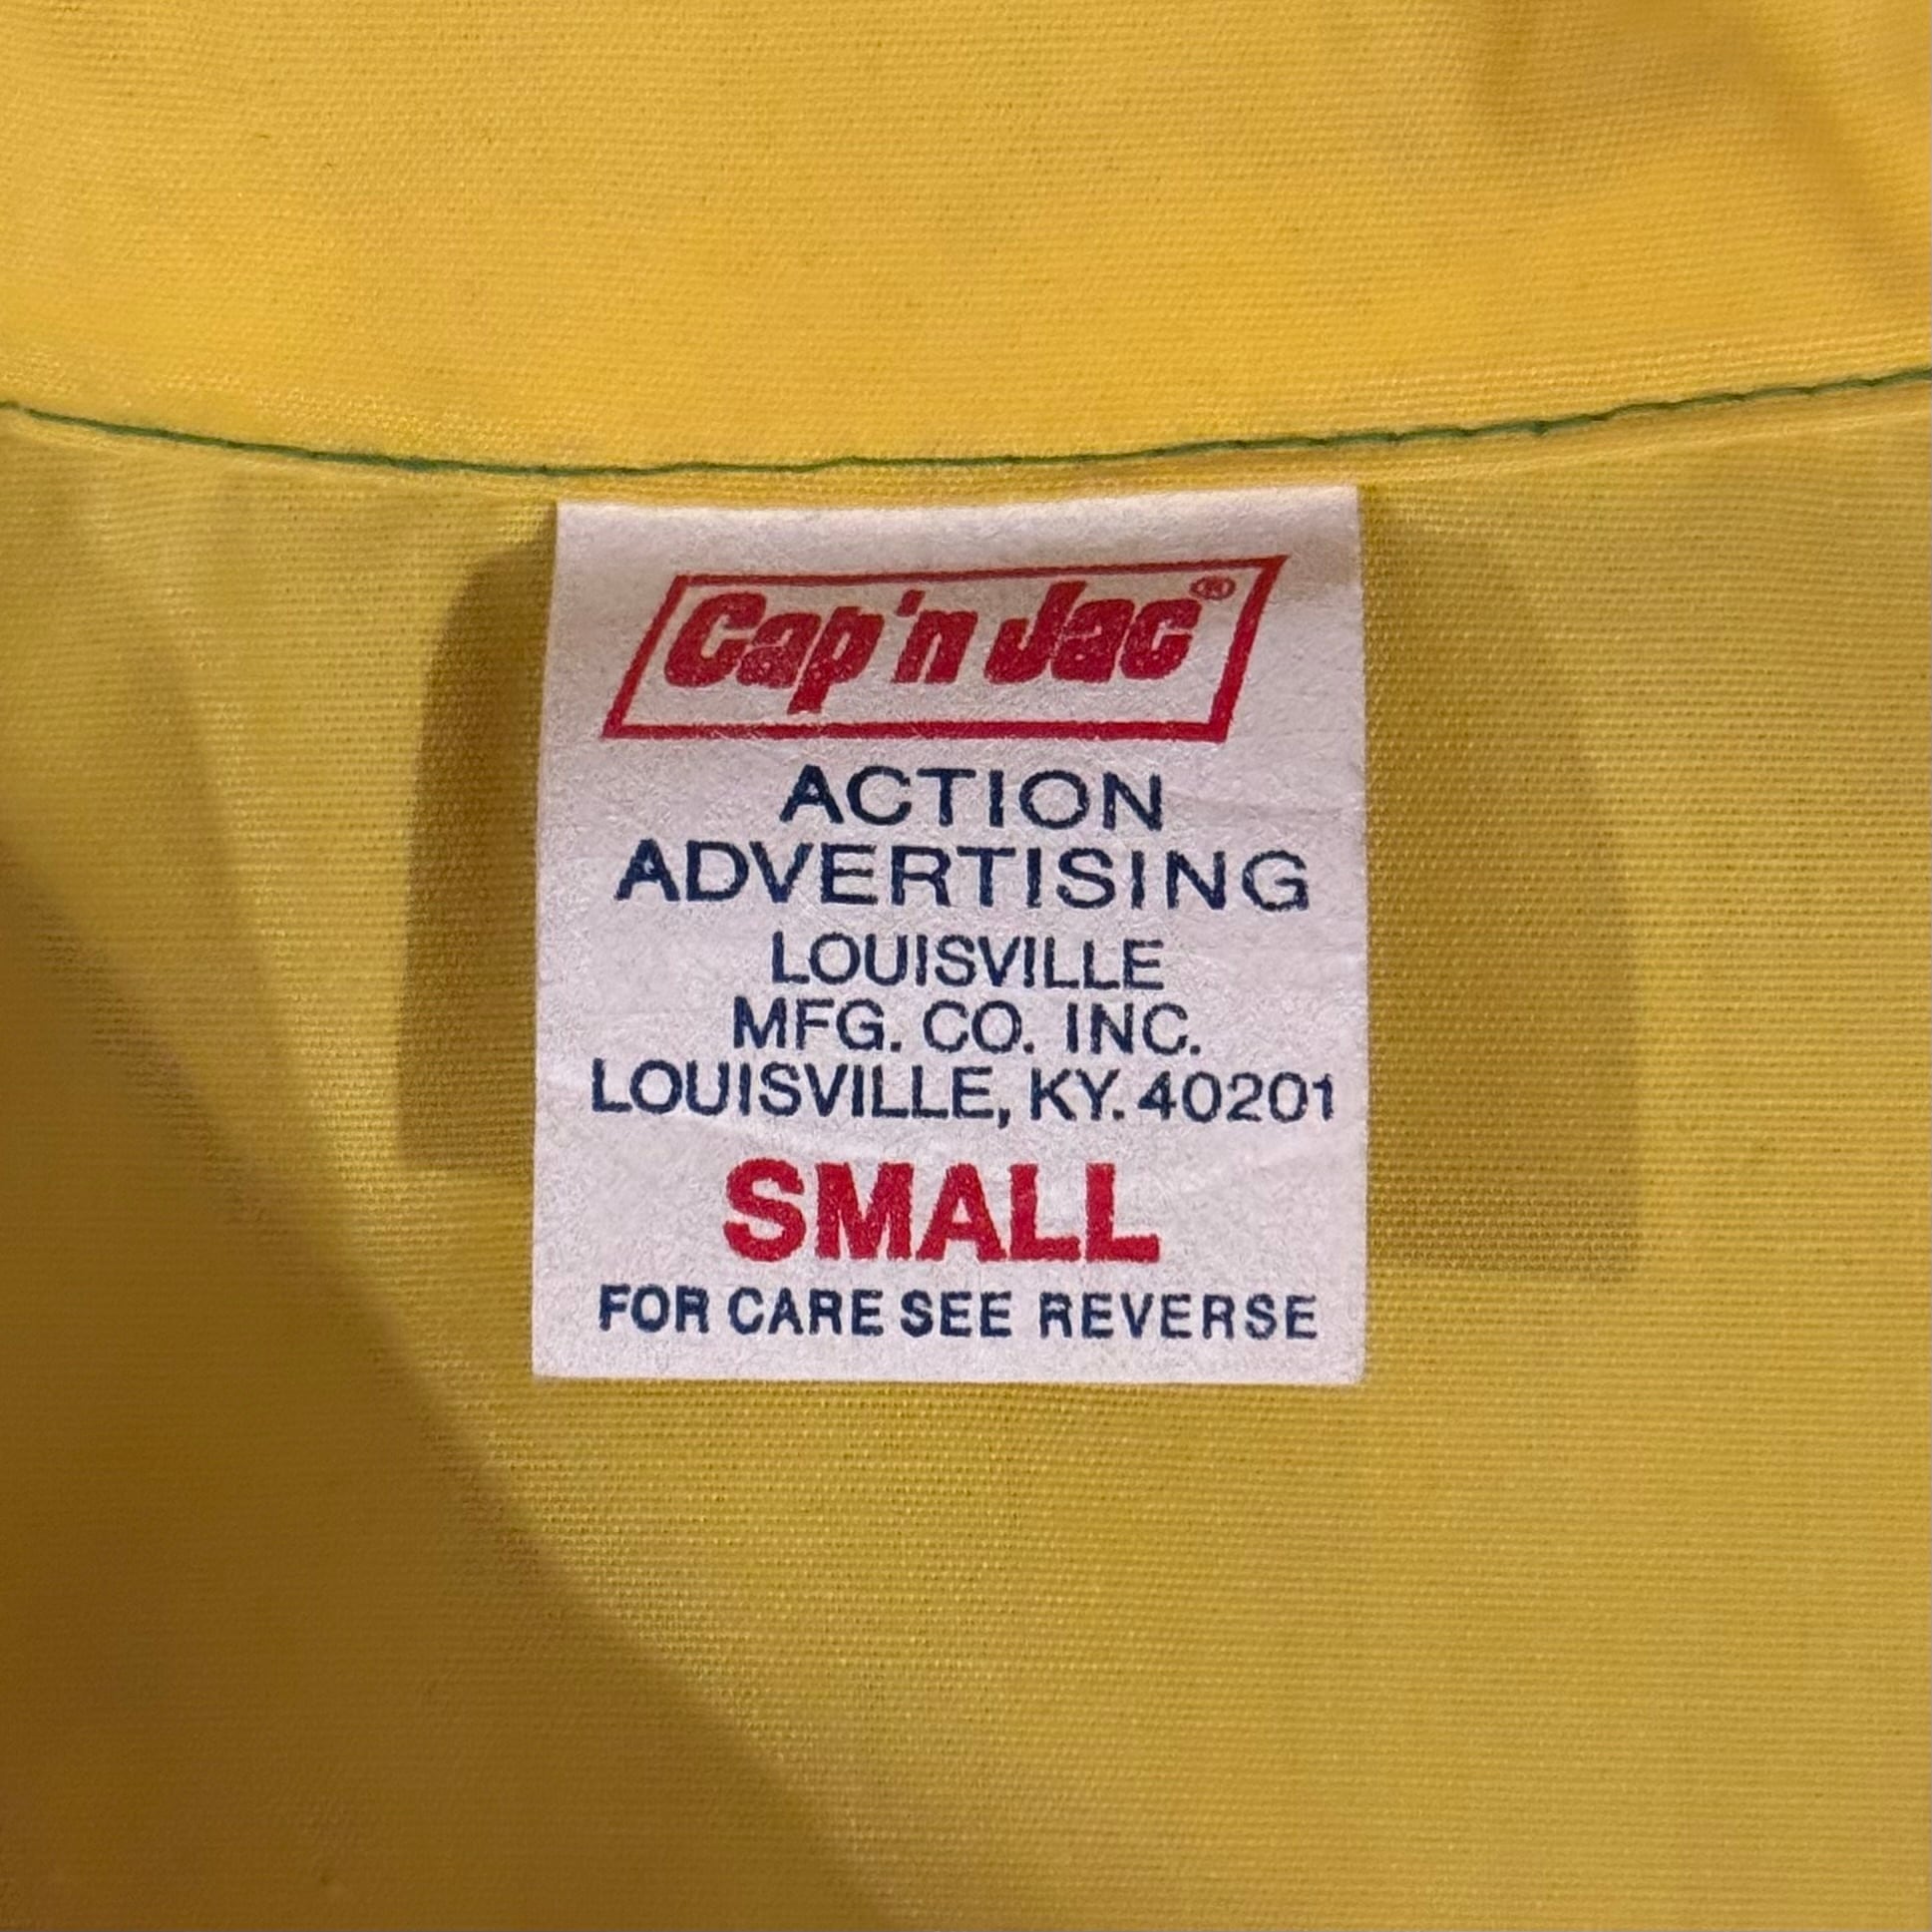 Cap'n Jac®
ACTION
ADVERTISING
LOUISVILLE
MFG. CO. INC.
LOUISVILLE, KY. 40201
SMALL
FOR CARE SEE REVERSE